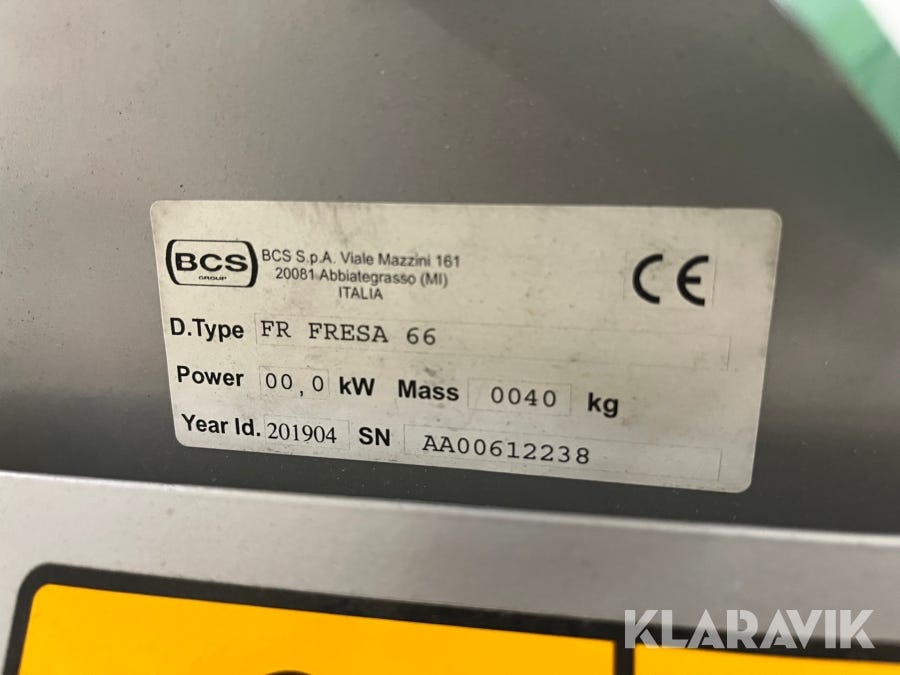 BCS
GROUP
BCS S.p.A. Viale Mazzini 161
20081 Abbiategrasso (MI)
ITALIA
CE
D.Type FR FRESA 66
Power 00,0 kW Mass 0040 kg
Year Id. 201904 SN AA00612238
KLARAVIK